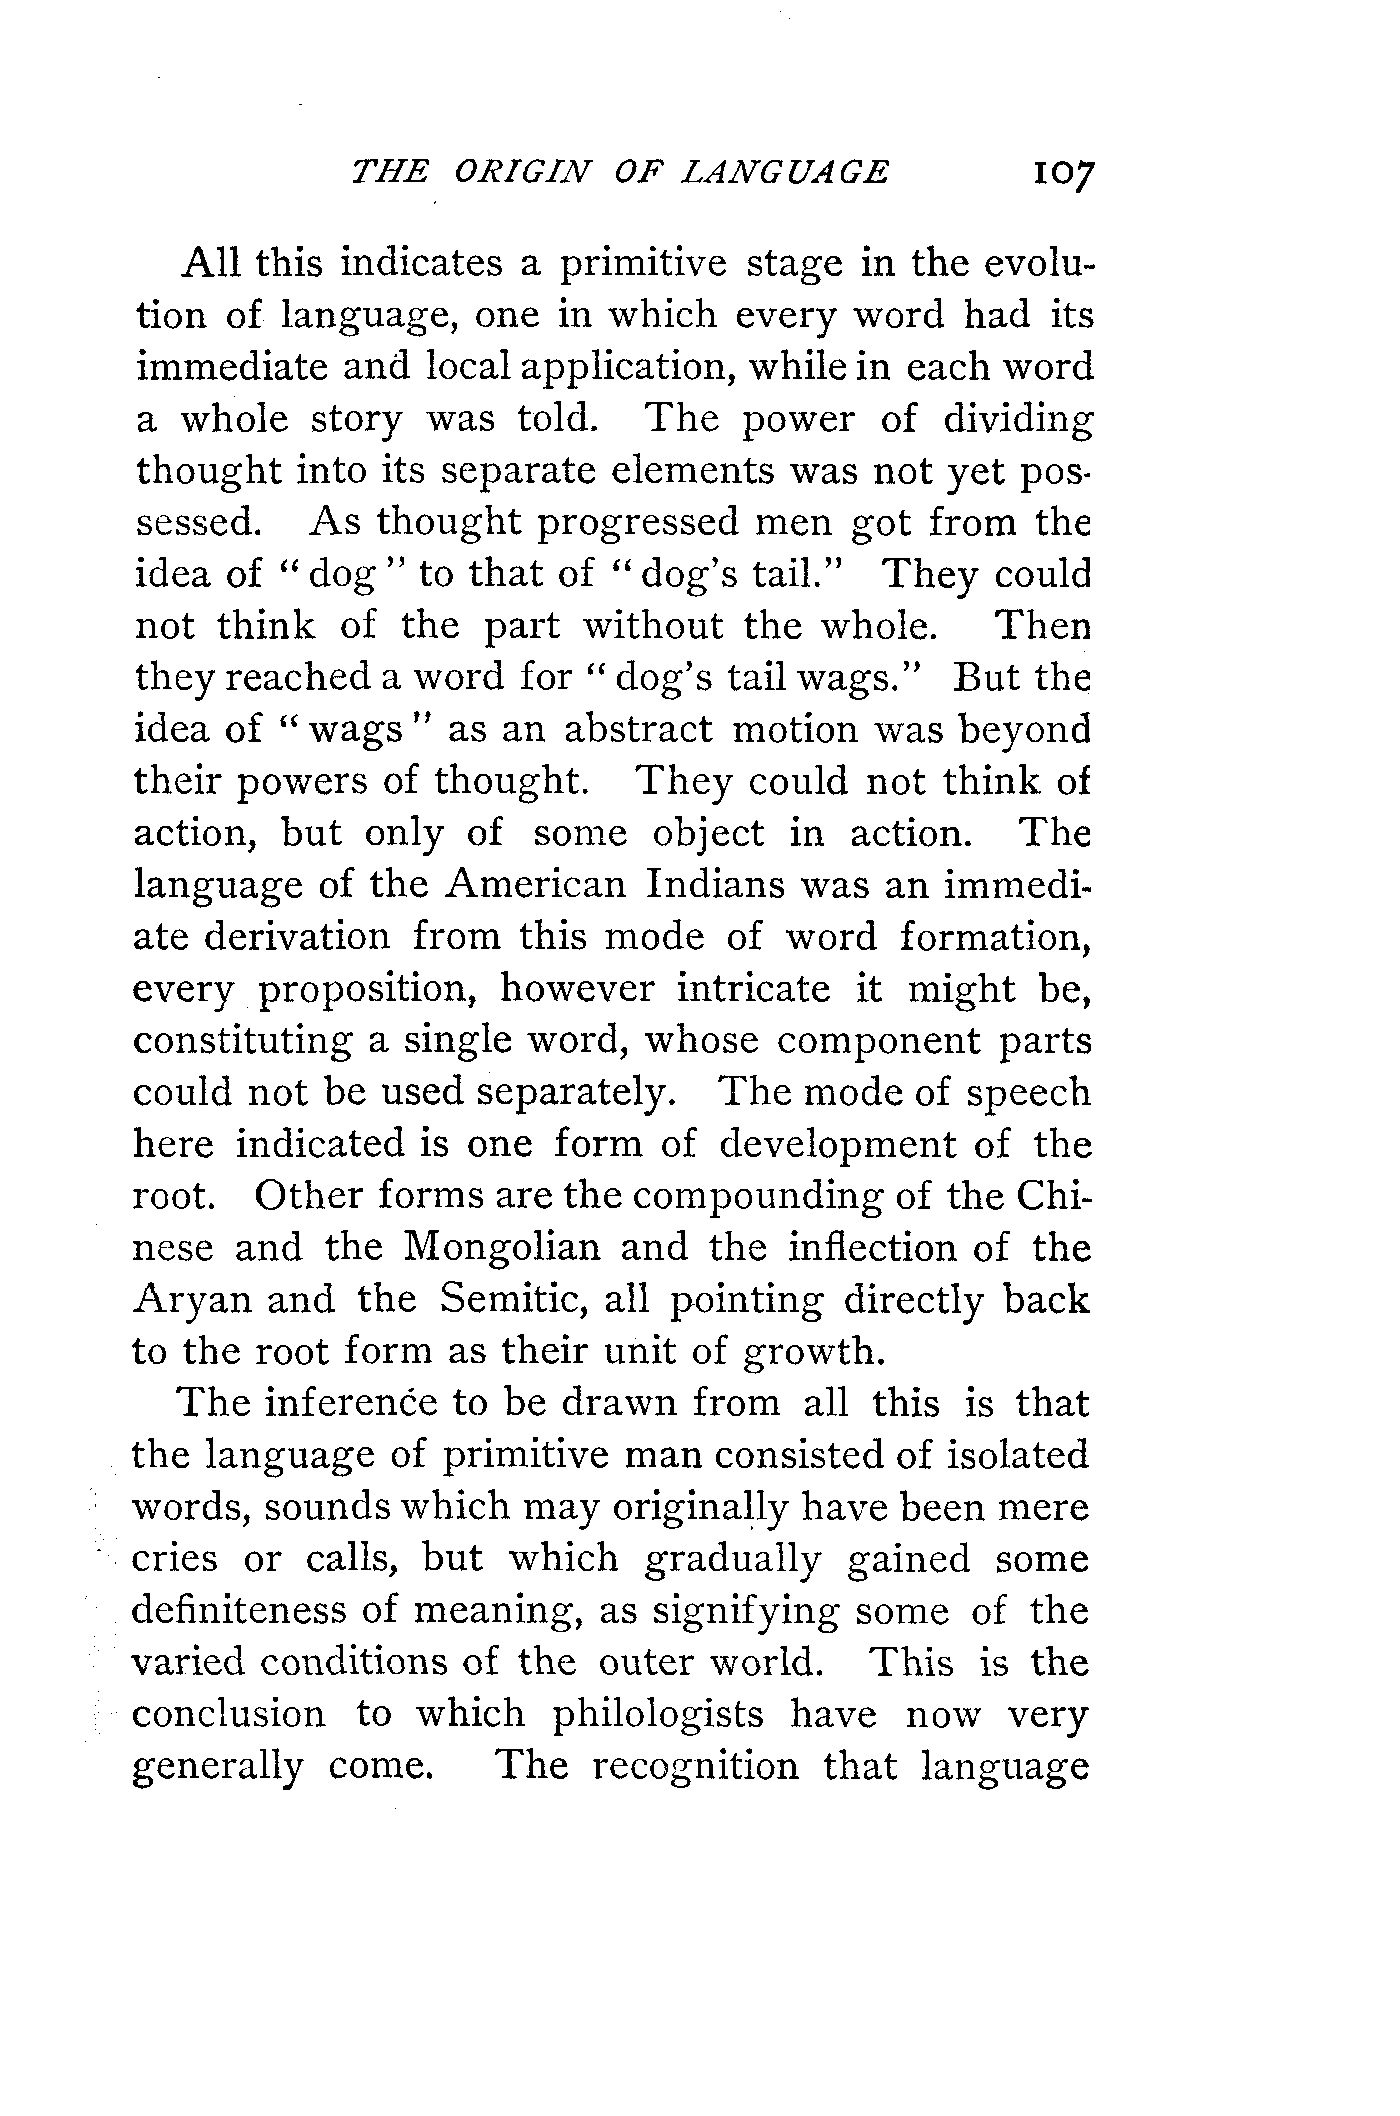 THE ORIGIN OF LANGUAGE 107
All this indicates a primitive stage in the evolu-
tion of language, one in which every word had its
immediate and local application, while in each word
a whole story was told. The power of dividing
thought into its separate elements was not yet pos-
sessed. As thought progressed men got from the
idea of "dog" to that of "dog's tail." They could
not think of the part without the whole. Then
they reached a word for "dog's tail wags." But the
idea of "wags" as an abstract motion was beyond
their powers of thought. They could not think of
action, but only of some object in action. The
language of the American Indians was an immedi-
ate derivation from this mode of word formation,
every proposition, however intricate it might be,
constituting a single word, whose component parts
could not be used separately. The mode of speech
here indicated is one form of development of the
root. Other forms are the compounding of the Chi-
nese and the Mongolian and the inflection of the
Aryan and the Semitic, all pointing directly back
to the root form as their unit of growth.
The inference to be drawn from all this is that
the language of primitive man consisted of isolated
words, sounds which may originally have been mere
cries or calls, but which gradually gained some
definiteness of meaning, as signifying some of the
varied conditions of the outer world. This is the
conclusion to which philologists have now very
generally come. The recognition that language